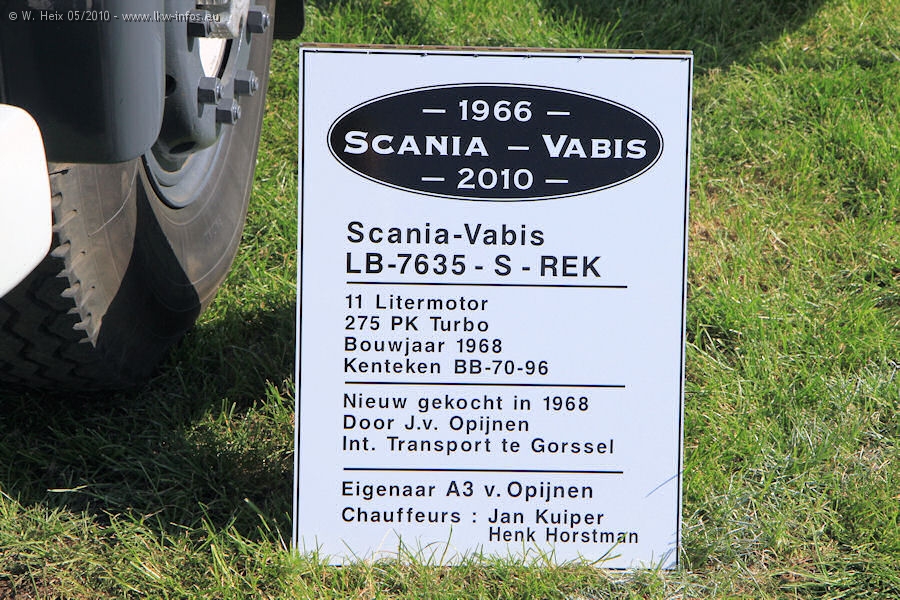 © W. Heix 05/2010 - www.lkw-infos.eu
— 1966 —
SCANIA – VABIS
— 2010 —
Scania-Vabis
LB-7635 - S - REK
11 Litermotor
275 PK Turbo
Bouwjaar 1968
Kenteken BB-70-96
Nieuw gekocht in 1968
Door J.v. Opijnen
Int. Transport te Gorssel
Eigenaar A3 v. Opijnen
Chauffeurs : Jan Kuiper
Henk Horstman